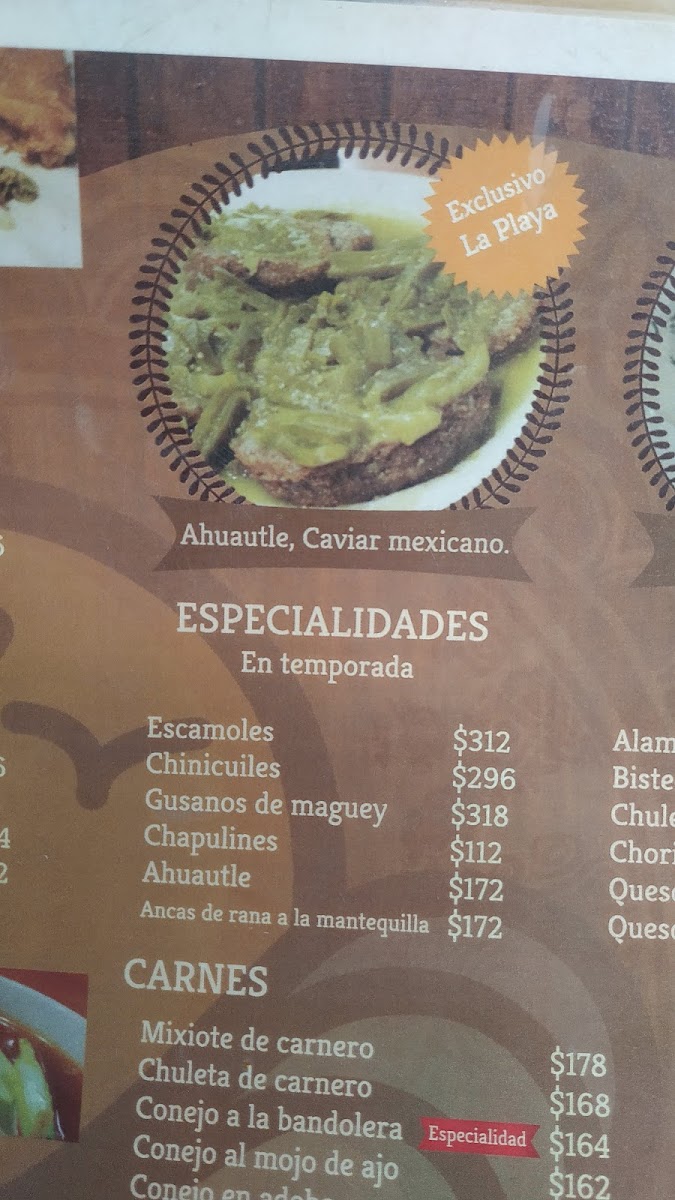 Exclusivo
La Playa
Ahuautle, Caviar mexicano.
ESPECIALIDADES
En temporada
Escamoles $312
Chinicuiles $296
Gusanos de maguey $318
Chapulines $112
Ahuautle $172
Ancas de rana a la mantequilla $172
CARNES
Mixiote de carnero $178
Chuleta de carnero $168
Conejo a la bandolera Especialidad $164
Conejo al mojo de ajo $162
Conejo en